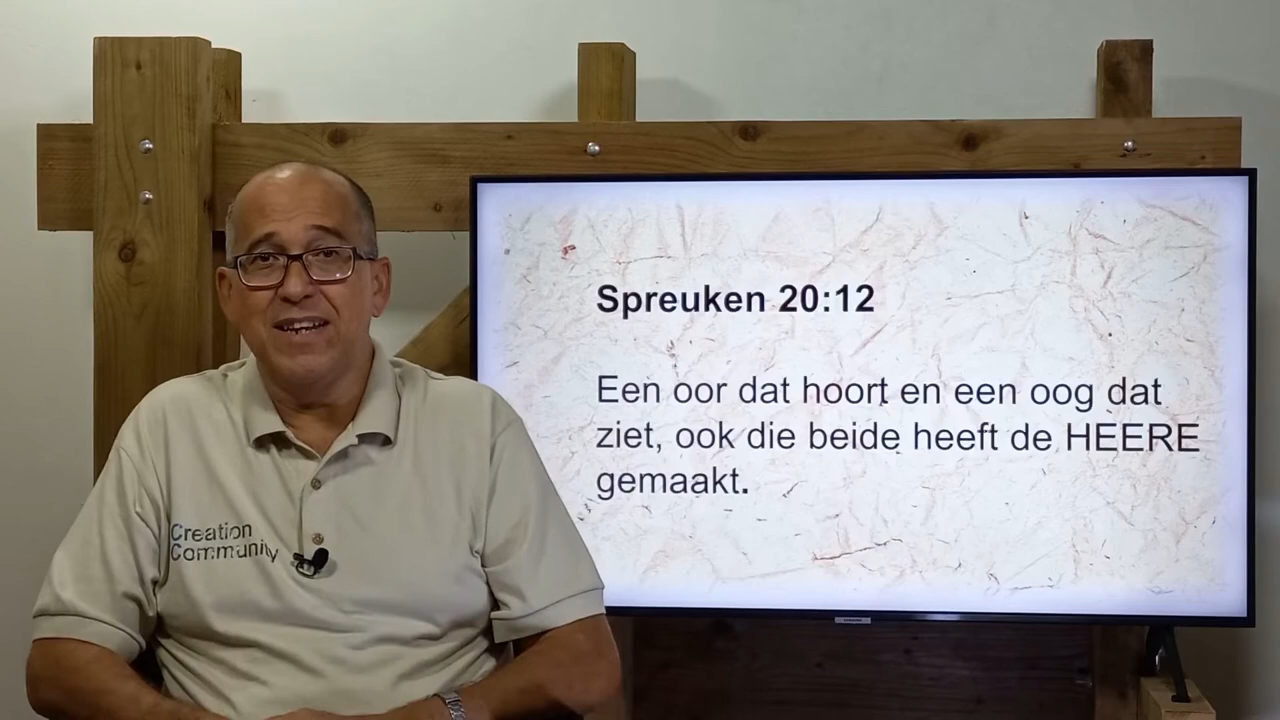 Spreuken 20:12
Een oor dat hoort en een oog dat
ziet, ook die beide heeft de HEERE
gemaakt.
Creation
Community